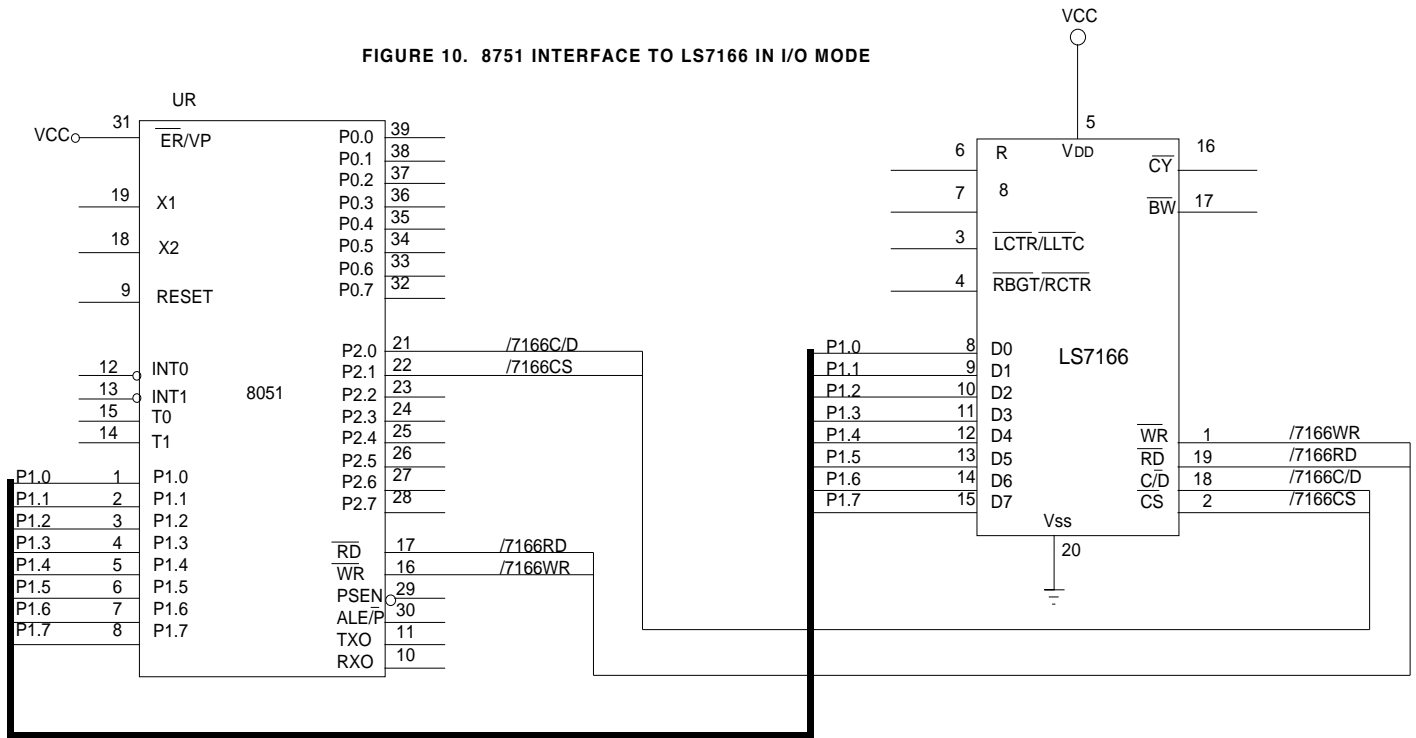 VCC
FIGURE 10. 8751 INTERFACE TO LS7166 IN I/O MODE
UR
VCC
31
ER/VP
19
X1
18
X2
9
RESET
12
INT0
13
INT1
15
T0
14
T1
8051
P1.0 1 P1.0
P1.1 2 P1.1
P1.2 3 P1.2
P1.3 4 P1.3
P1.4 5 P1.4
P1.5 6 P1.5
P1.6 7 P1.6
P1.7 8 P1.7
P0.0 39
P0.1 38
P0.2 37
P0.3 36
P0.4 35
P0.5 34
P0.6 33
P0.7 32
P2.0 21 /7166C/D
P2.1 22 /7166CS
P2.2 23
P2.3 24
P2.4 25
P2.5 26
P2.6 27
P2.7 28
RD 17 /7166RD
WR 16 /7166WR
PSEN 29
ALE/P 30
TXO 11
RXO 10
5
VDD
6 R
7 8
3 LCTR/LLTC
4 RBGT/RCTR
CY 16
BW 17
LS7166
P1.0 8 D0
P1.1 9 D1
P1.2 10 D2
P1.3 11 D3
P1.4 12 D4
P1.5 13 D5
P1.6 14 D6
P1.7 15 D7
WR 1 /7166WR
RD 19 /7166RD
C/D 18 /7166C/D
CS 2 /7166CS
Vss
20